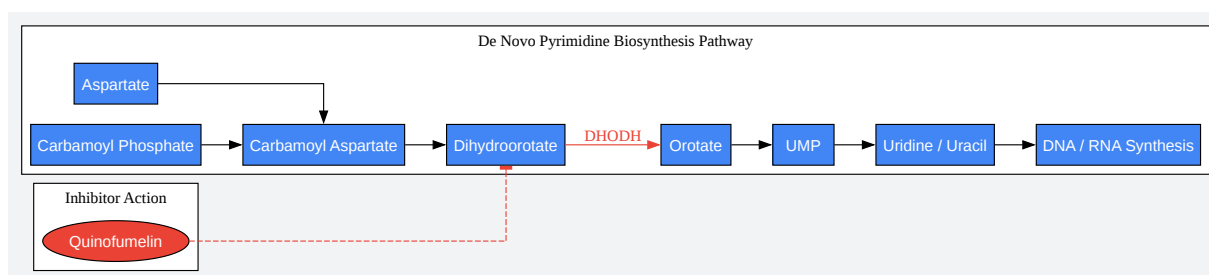 De Novo Pyrimidine Biosynthesis Pathway
Aspartate
Carbamoyl Phosphate
Carbamoyl Aspartate
Dihydroorotate
DHODH
Orotate
UMP
Uridine / Uracil
DNA / RNA Synthesis
Inhibitor Action
Quinofumelin